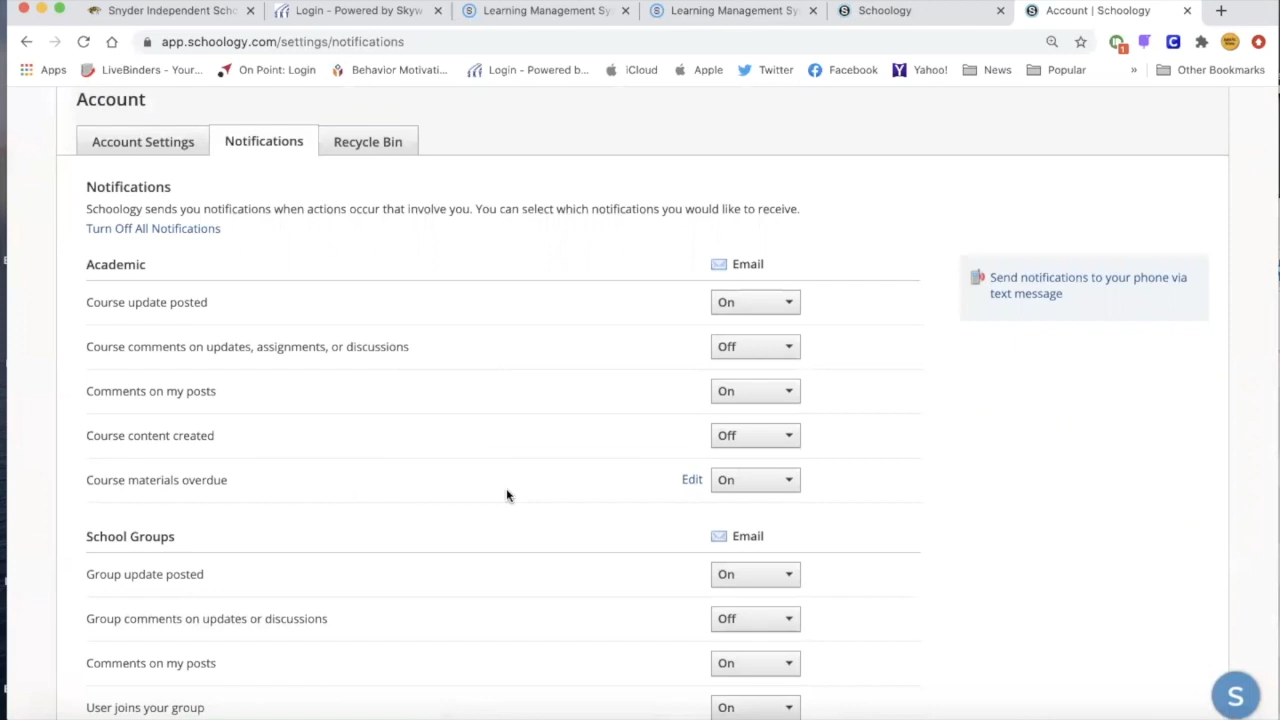 Snyder Independent Scho
Login - Powered by Skyw
Learning Management Sy
Learning Management Sy
Schoology
Account | Schoology
app.schoology.com/settings/notifications
1
Apps
LiveBinders - Your...
On Point: Login
Behavior Motivati...
Login - Powered b...
iCloud
Apple
Twitter
Facebook
Yahoo!
News
Popular
»
Other Bookmarks
Account
Account Settings
Notifications
Recycle Bin
Notifications
Schoology sends you notifications when actions occur that involve you. You can select which notifications you would like to receive.
Turn Off All Notifications
Academic
Email
Send notifications to your phone via
text message
Course update posted
On
Course comments on updates, assignments, or discussions
Off
Comments on my posts
On
Course content created
Off
Course materials overdue
Edit
On
School Groups
Email
Group update posted
On
Group comments on updates or discussions
Off
Comments on my posts
On
User joins your group
On
S